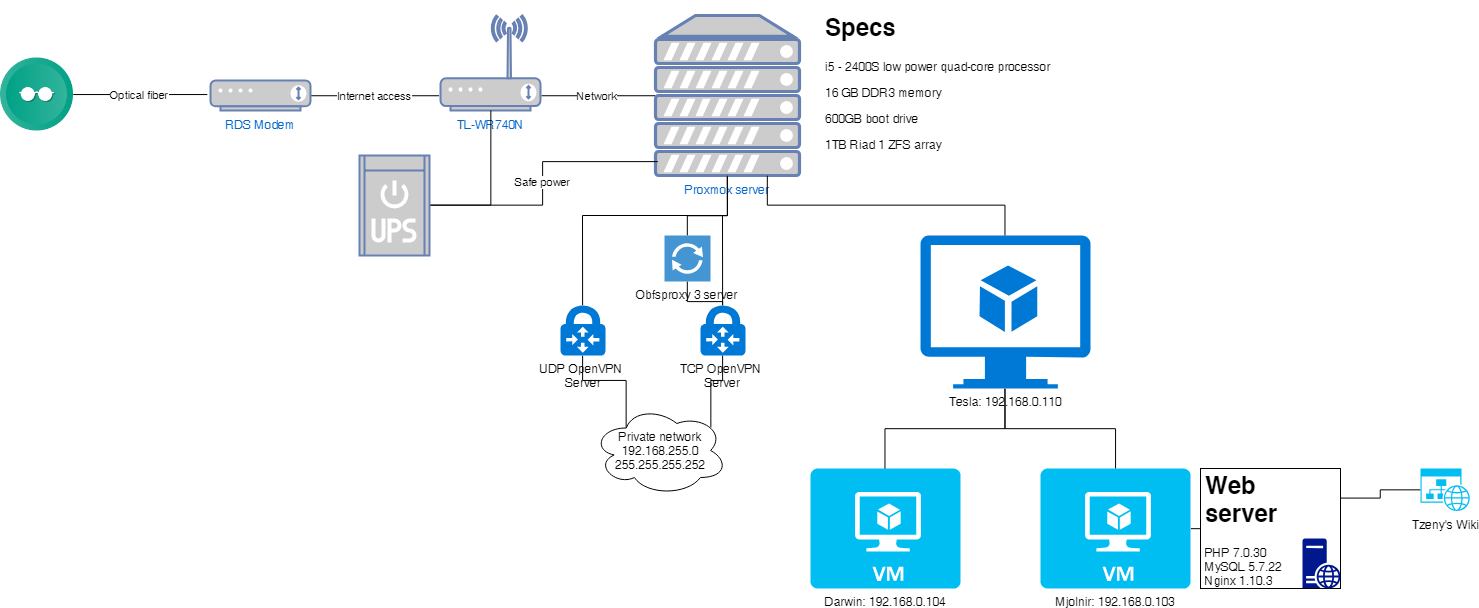 Specs
i5 - 2400S low power quad-core processor
16 GB DDR3 memory
600GB boot drive
1TB Riad 1 ZFS array
Optical fiber
Internet access
Network
RDS Modem
TL-WR740N
Safe power
Proxmox server
UPS
Obfsproxy 3 server
UDP OpenVPN
Server
TCP OpenVPN
Server
Tesla: 192.168.0.110
Private network
192.168.255.0
255.255.255.252
Web
server
PHP 7.0.30
MySQL 5.7.22
Nginx 1.10.3
Tzeny's Wiki
VM
VM
Darwin: 192.168.0.104
Mjolnir: 192.168.0.103